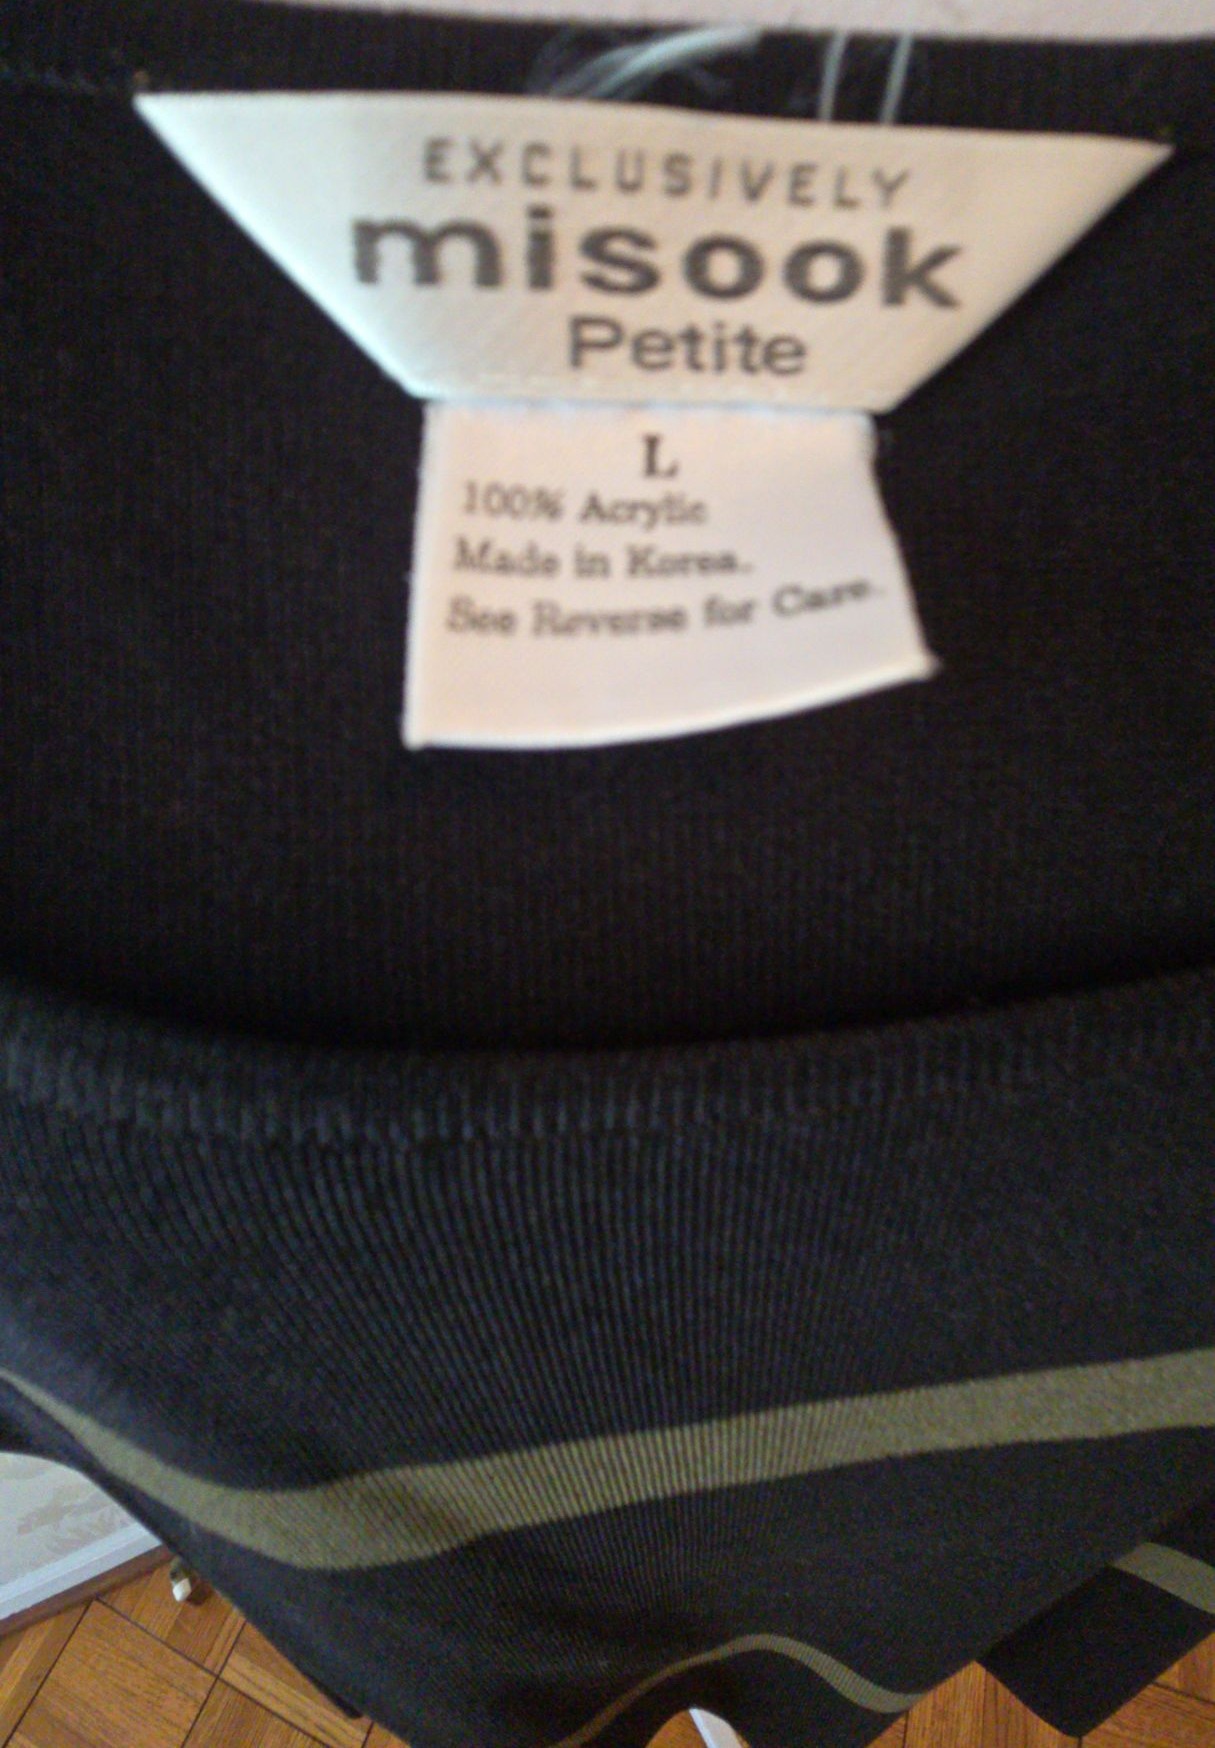 EXCLUSIVELY
misook
Petite
L
100% Acrylic
Made in Korea.
See Reverse for Care.